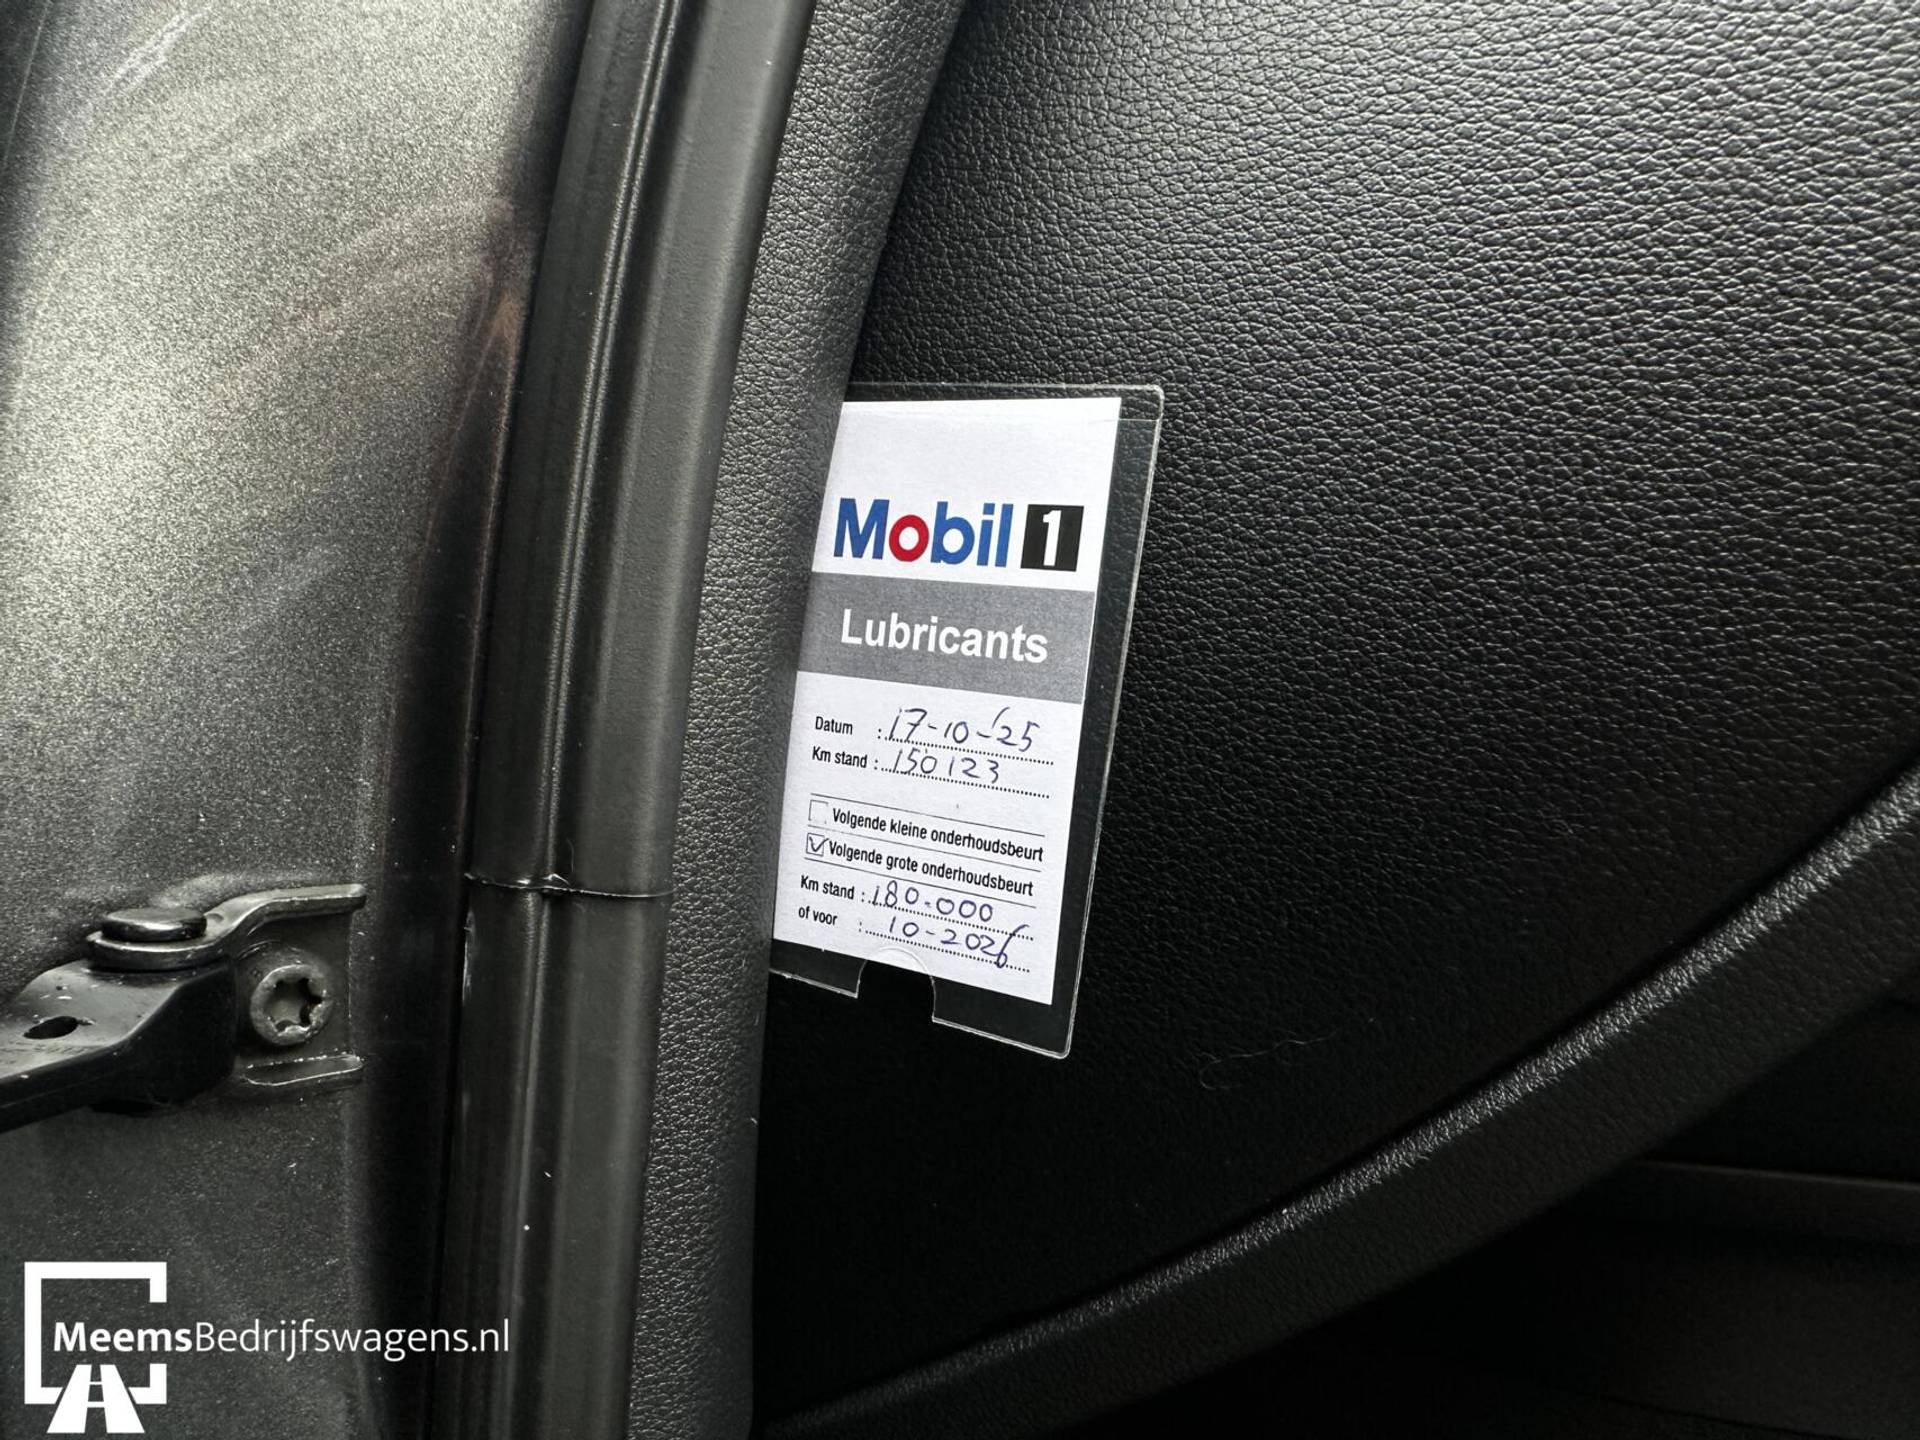 Mobil 1
Lubricants
Datum : 17-10-'25
Km stand : 150123
Volgende kleine onderhoudsbeurt
Volgende grote onderhoudsbeurt
Km stand : 180.000
of voor : 10-2026
MeemsBedrijfswagens.nl